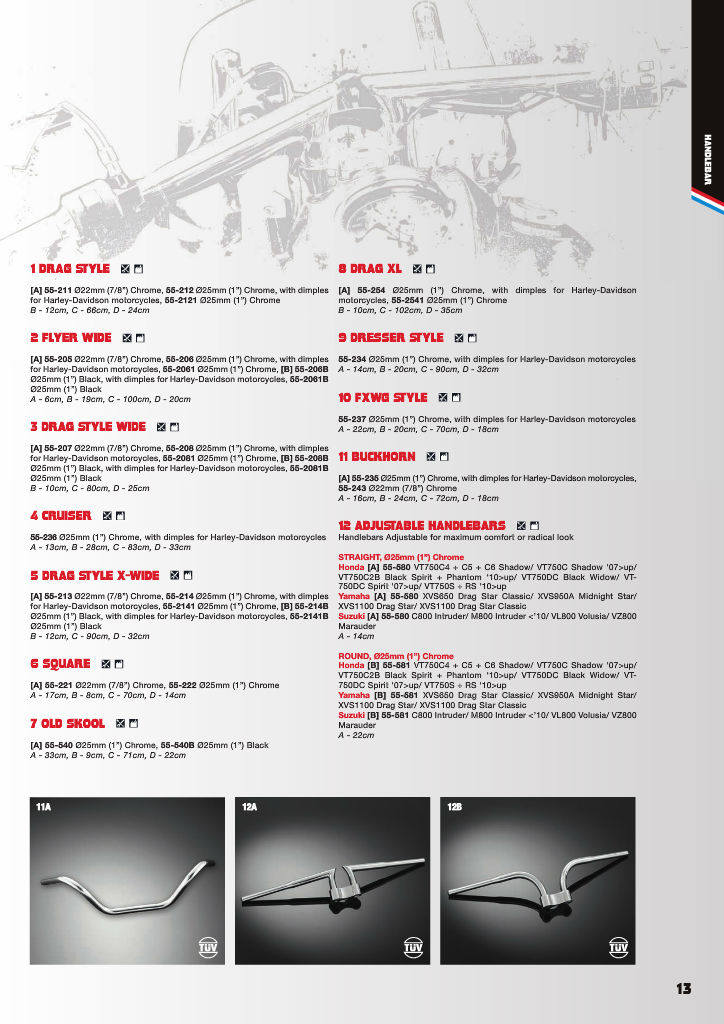 HANDLEBAR
1 DRAG STYLE
[A] 55-211 Ø22mm (7/8") Chrome, 55-212 Ø25mm (1") Chrome, with dimples
for Harley-Davidson motorcycles, 55-2121 Ø25mm (1") Chrome
B - 12cm, C - 66cm, D - 24cm
2 FLYER WIDE
[A] 55-205 Ø22mm (7/8") Chrome, 55-206 Ø25mm (1") Chrome, with dimples
for Harley-Davidson motorcycles, 55-2061 Ø25mm (1") Chrome, [B] 55-206B
Ø25mm (1") Black, with dimples for Harley-Davidson motorcycles, 55-2061B
Ø25mm (1") Black
A - 6cm, B - 19cm, C - 100cm, D - 20cm
3 DRAG STYLE WIDE
[A] 55-207 Ø22mm (7/8") Chrome, 55-208 Ø25mm (1") Chrome, with dimples
for Harley-Davidson motorcycles, 55-2081 Ø25mm (1") Chrome, [B] 55-208B
Ø25mm (1") Black, with dimples for Harley-Davidson motorcycles, 55-2081B
Ø25mm (1") Black
B - 10cm, C - 80cm, D - 25cm
4 CRUISER
55-236 Ø25mm (1") Chrome, with dimples for Harley-Davidson motorcycles
A - 13cm, B - 28cm, C - 83cm, D - 33cm
5 DRAG STYLE X-WIDE
[A] 55-213 Ø22mm (7/8") Chrome, 55-214 Ø25mm (1") Chrome, with dimples
for Harley-Davidson motorcycles, 55-2141 Ø25mm (1") Chrome, [B] 55-214B
Ø25mm (1") Black, with dimples for Harley-Davidson motorcycles, 55-2141B
Ø25mm (1") Black
B - 12cm, C - 90cm, D - 32cm
6 SQUARE
[A] 55-221 Ø22mm (7/8") Chrome, 55-222 Ø25mm (1") Chrome
A - 17cm, B - 8cm, C - 70cm, D - 14cm
7 OLD SKOOL
[A] 55-540 Ø25mm (1") Chrome, 55-540B Ø25mm (1") Black
A - 33cm, B - 9cm, C - 71cm, D - 22cm
8 DRAG XL
[A] 55-254 Ø25mm (1") Chrome, with dimples for Harley-Davidson
motorcycles, 55-2541 Ø25mm (1") Chrome
B - 10cm, C - 102cm, D - 35cm
9 DRESSER STYLE
55-234 Ø25mm (1") Chrome, with dimples for Harley-Davidson motorcycles
A - 14cm, B - 20cm, C - 90cm, D - 32cm
10 FXWG STYLE
55-237 Ø25mm (1") Chrome, with dimples for Harley-Davidson motorcycles
A - 22cm, B - 20cm, C - 70cm, D - 18cm
11 BUCKHORN
[A] 55-235 Ø25mm (1") Chrome, with dimples for Harley-Davidson motorcycles,
55-243 Ø22mm (7/8") Chrome
A - 16cm, B - 24cm, C - 72cm, D - 18cm
12 ADJUSTABLE HANDLEBARS
Handlebars Adjustable for maximum comfort or radical look
STRAIGHT, Ø25mm (1") Chrome
Honda [A] 55-580 VT750C4 + C5 + C6 Shadow/ VT750C Shadow '07>up/
VT750C2B Black Spirit + Phantom '10>up/ VT750DC Black Widow/ VT-
750DC Spirit '07>up/ VT750S + RS '10>up
Yamaha [A] 55-580 XVS650 Drag Star Classic/ XVS950A Midnight Star/
XVS1100 Drag Star/ XVS1100 Drag Star Classic
Suzuki [A] 55-580 C800 Intruder/ M800 Intruder <'10/ VL800 Volusia/ VZ800
Marauder
A - 14cm
ROUND, Ø25mm (1") Chrome
Honda [B] 55-581 VT750C4 + C5 + C6 Shadow/ VT750C Shadow '07>up/
VT750C2B Black Spirit + Phantom '10>up/ VT750DC Black Widow/ VT-
750DC Spirit '07>up/ VT750S + RS '10>up
Yamaha [B] 55-581 XVS650 Drag Star Classic/ XVS950A Midnight Star/
XVS1100 Drag Star/ XVS1100 Drag Star Classic
Suzuki [B] 55-581 C800 Intruder/ M800 Intruder <'10/ VL800 Volusia/ VZ800
Marauder
A - 22cm
11A
TÜV
12A
TÜV
12B
TÜV
13